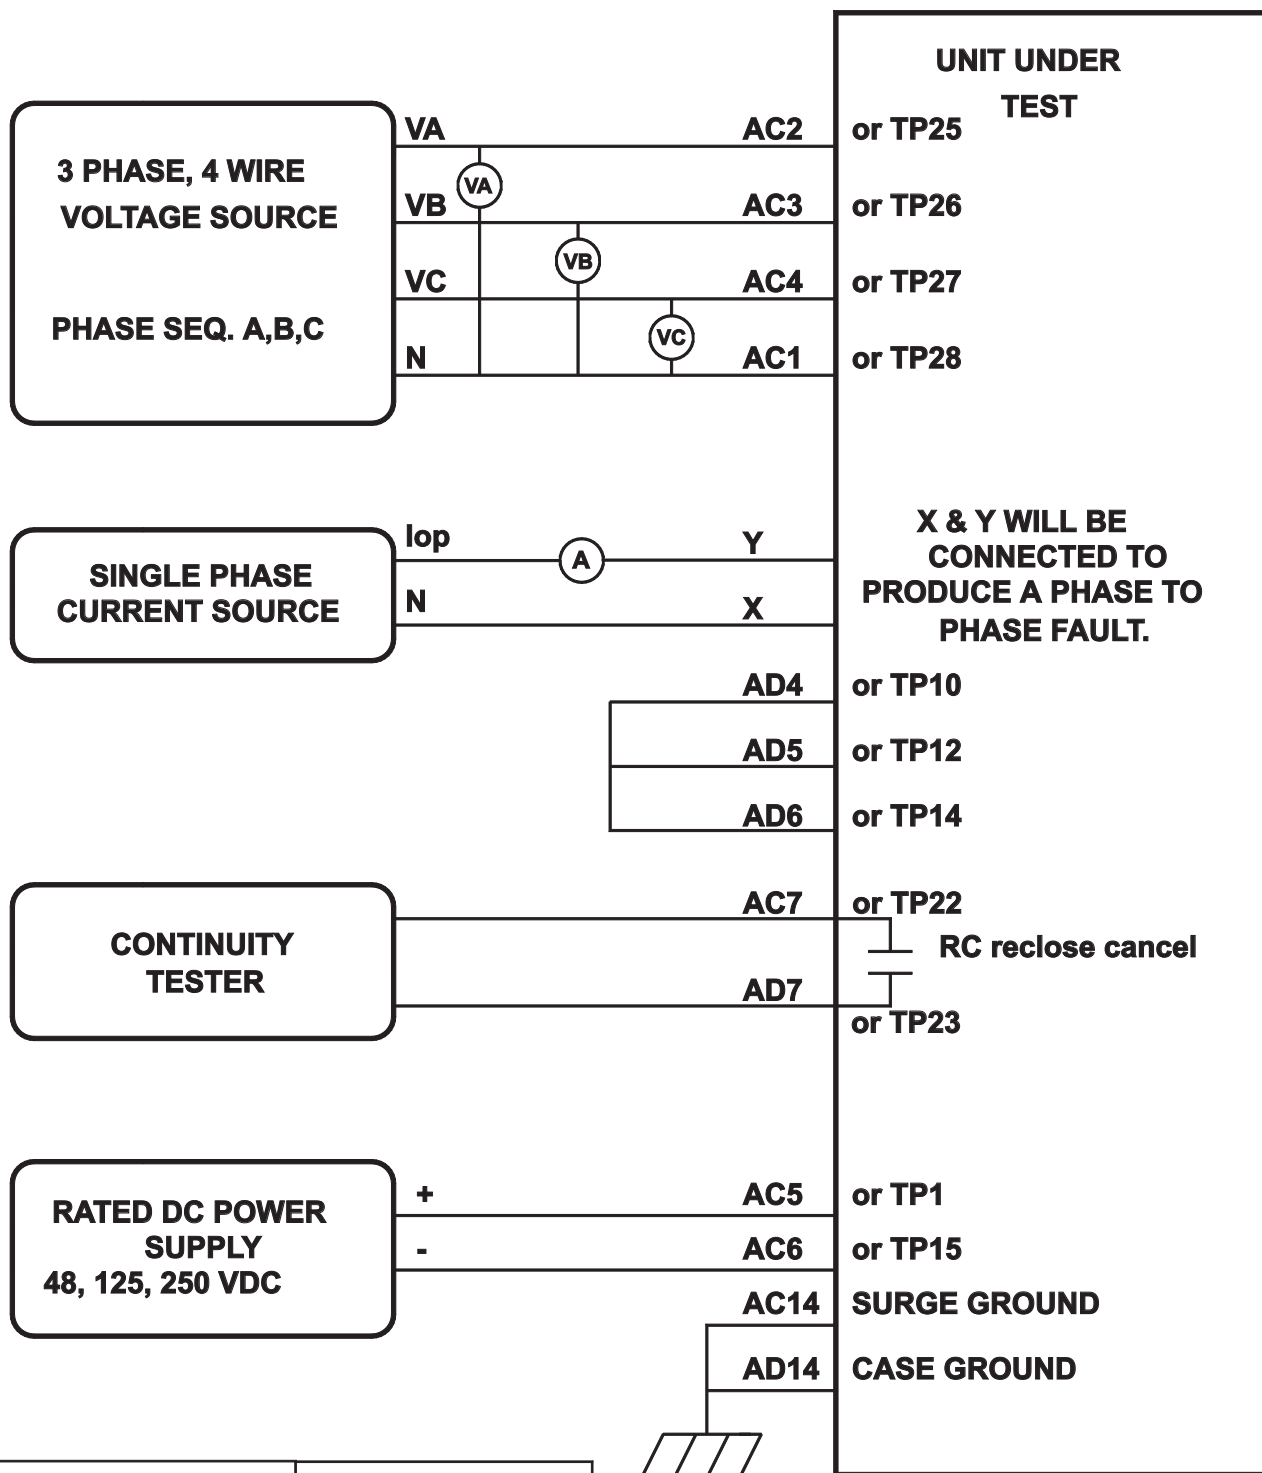 UNIT UNDER
TEST
3 PHASE, 4 WIRE
VOLTAGE SOURCE
PHASE SEQ. A,B,C
VA
AC2
or TP25
VA
VB
AC3
or TP26
VB
VC
AC4
or TP27
VC
N
AC1
or TP28
SINGLE PHASE
CURRENT SOURCE
Iop
A
Y
N
X
X & Y WILL BE
CONNECTED TO
PRODUCE A PHASE TO
PHASE FAULT.
AD4
or TP10
AD5
or TP12
AD6
or TP14
CONTINUITY
TESTER
AC7
or TP22
RC reclose cancel
AD7
or TP23
RATED DC POWER
SUPPLY
48, 125, 250 VDC
+
AC5
or TP1
-
AC6
or TP15
AC14
SURGE GROUND
AD14
CASE GROUND